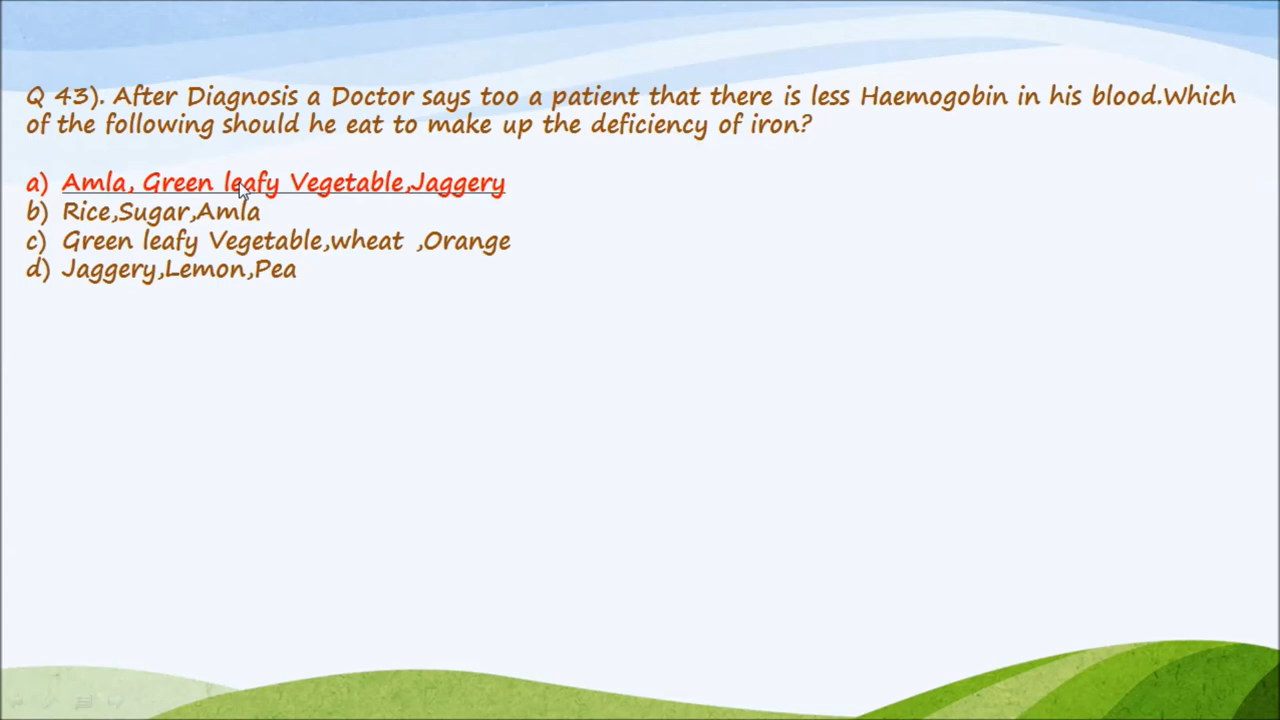 Q 43). After Diagnosis a Doctor says too a patient that there is less Haemogobin in his blood.Which
of the following should he eat to make up the deficiency of iron?
a) Amla, Green leafy Vegetable,Jaggery
b) Rice,Sugar,Amla
c) Green leafy Vegetable,wheat ,Orange
d) Jaggery,Lemon,Pea